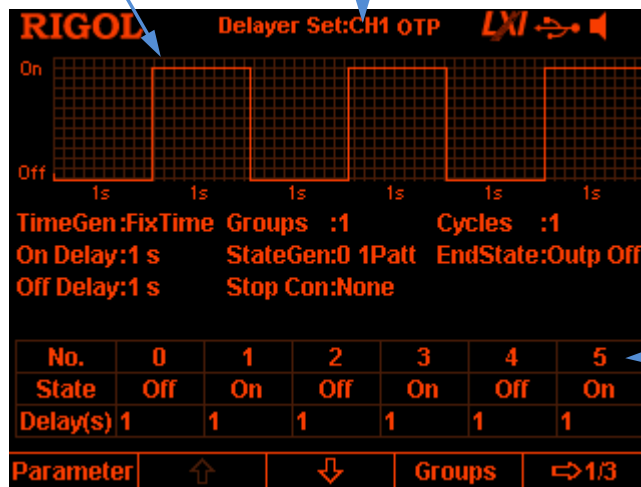 RIGOL Delayer Set:CH1 OTP LXI
On
Off
1s 1s 1s 1s 1s 1s
TimeGen:FixTime Groups :1 Cycles :1
On Delay:1 s StateGen:0 1Patt EndState:Outp Off
Off Delay:1 s Stop Con:None
No. 0 1 2 3 4 5
State Off On Off On Off On
Delay(s) 1 1 1 1 1 1
Parameter Groups 1/3